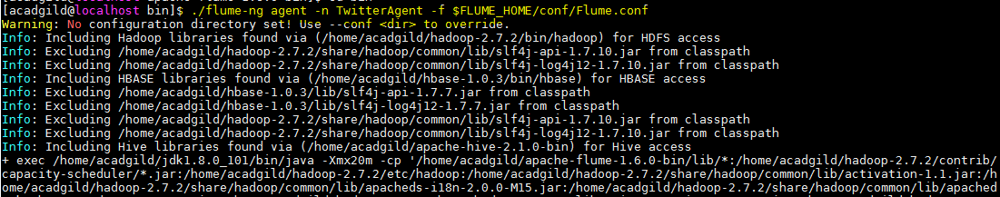 [acadgild@localhost bin]$ ./flume-ng agent -n TwitterAgent -f $FLUME_HOME/conf/Flume.conf
Warning: No configuration directory set! Use --conf <dir> to override.
Info: Including Hadoop libraries found via (/home/acadgild/hadoop-2.7.2/bin/hadoop) for HDFS access
Info: Excluding /home/acadgild/hadoop-2.7.2/share/hadoop/common/lib/slf4j-api-1.7.10.jar from classpath
Info: Excluding /home/acadgild/hadoop-2.7.2/share/hadoop/common/lib/slf4j-log4j12-1.7.10.jar from classpath
Info: Including HBASE libraries found via (/home/acadgild/hbase-1.0.3/bin/hbase) for HBASE access
Info: Excluding /home/acadgild/hbase-1.0.3/lib/slf4j-api-1.7.7.jar from classpath
Info: Excluding /home/acadgild/hbase-1.0.3/lib/slf4j-log4j12-1.7.7.jar from classpath
Info: Excluding /home/acadgild/hadoop-2.7.2/share/hadoop/common/lib/slf4j-api-1.7.10.jar from classpath
Info: Excluding /home/acadgild/hadoop-2.7.2/share/hadoop/common/lib/slf4j-log4j12-1.7.10.jar from classpath
Info: Including Hive libraries found via (/home/acadgild/apache-hive-2.1.0-bin) for Hive access
+ exec /home/acadgild/jdk1.8.0_101/bin/java -Xmx20m -cp '/home/acadgild/apache-flume-1.6.0-bin/lib/*:/home/acadgild/hadoop-2.7.2/contrib/
capacity-scheduler/*.jar:/home/acadgild/hadoop-2.7.2/etc/hadoop:/home/acadgild/hadoop-2.7.2/share/hadoop/common/lib/activation-1.1.jar:/h
ome/acadgild/hadoop-2.7.2/share/hadoop/common/lib/apacheds-i18n-2.0.0-M15.jar:/home/acadgild/hadoop-2.7.2/share/hadoop/common/lib/apached